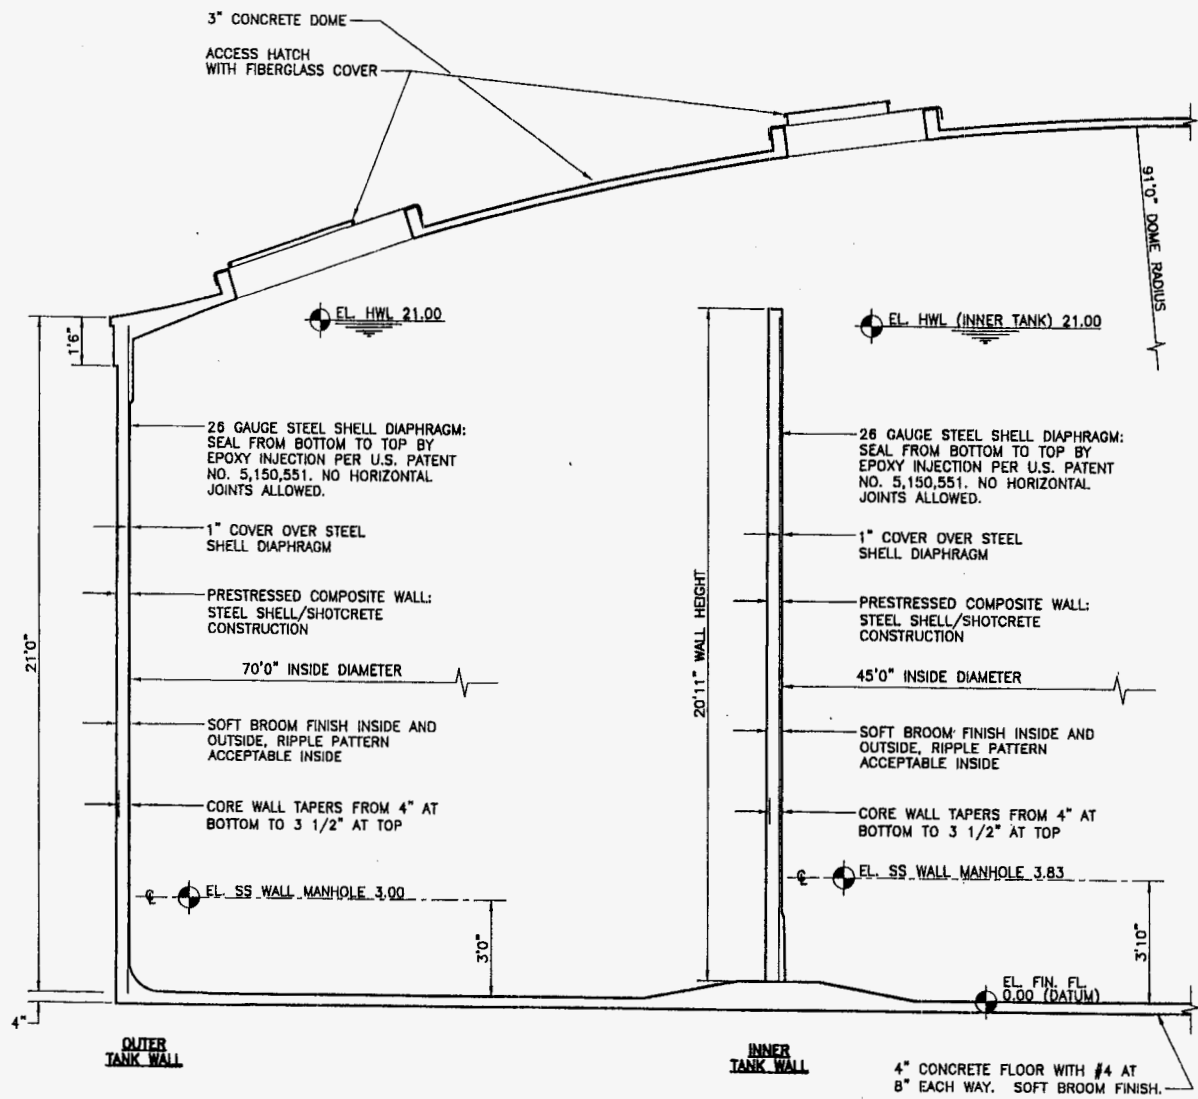 3" CONCRETE DOME
ACCESS HATCH
WITH FIBERGLASS COVER
91'0" DOME RADIUS
EL. HWL 21.00
EL. HWL (INNER TANK) 21.00
1'6"
26 GAUGE STEEL SHELL DIAPHRAGM:
SEAL FROM BOTTOM TO TOP BY
EPOXY INJECTION PER U.S. PATENT
NO. 5,150,551. NO HORIZONTAL
JOINTS ALLOWED.
26 GAUGE STEEL SHELL DIAPHRAGM:
SEAL FROM BOTTOM TO TOP BY
EPOXY INJECTION PER U.S. PATENT
NO. 5,150,551. NO HORIZONTAL
JOINTS ALLOWED.
1" COVER OVER STEEL
SHELL DIAPHRAGM
1" COVER OVER STEEL
SHELL DIAPHRAGM
PRESTRESSED COMPOSITE WALL:
STEEL SHELL/SHOTCRETE
CONSTRUCTION
PRESTRESSED COMPOSITE WALL:
STEEL SHELL/SHOTCRETE
CONSTRUCTION
21'0"
20'11" WALL HEIGHT
70'0" INSIDE DIAMETER
45'0" INSIDE DIAMETER
SOFT BROOM FINISH INSIDE AND
OUTSIDE, RIPPLE PATTERN
ACCEPTABLE INSIDE
SOFT BROOM FINISH INSIDE AND
OUTSIDE, RIPPLE PATTERN
ACCEPTABLE INSIDE
CORE WALL TAPERS FROM 4" AT
BOTTOM TO 3 1/2" AT TOP
CORE WALL TAPERS FROM 4" AT
BOTTOM TO 3 1/2" AT TOP
℄ EL. SS WALL MANHOLE 3.00
℄ EL. SS WALL MANHOLE 3.83
3'0"
3'10"
EL. FIN. FL.
0.00 (DATUM)
4"
OUTER
TANK WALL
INNER
TANK WALL
4" CONCRETE FLOOR WITH #4 AT
8" EACH WAY. SOFT BROOM FINISH.